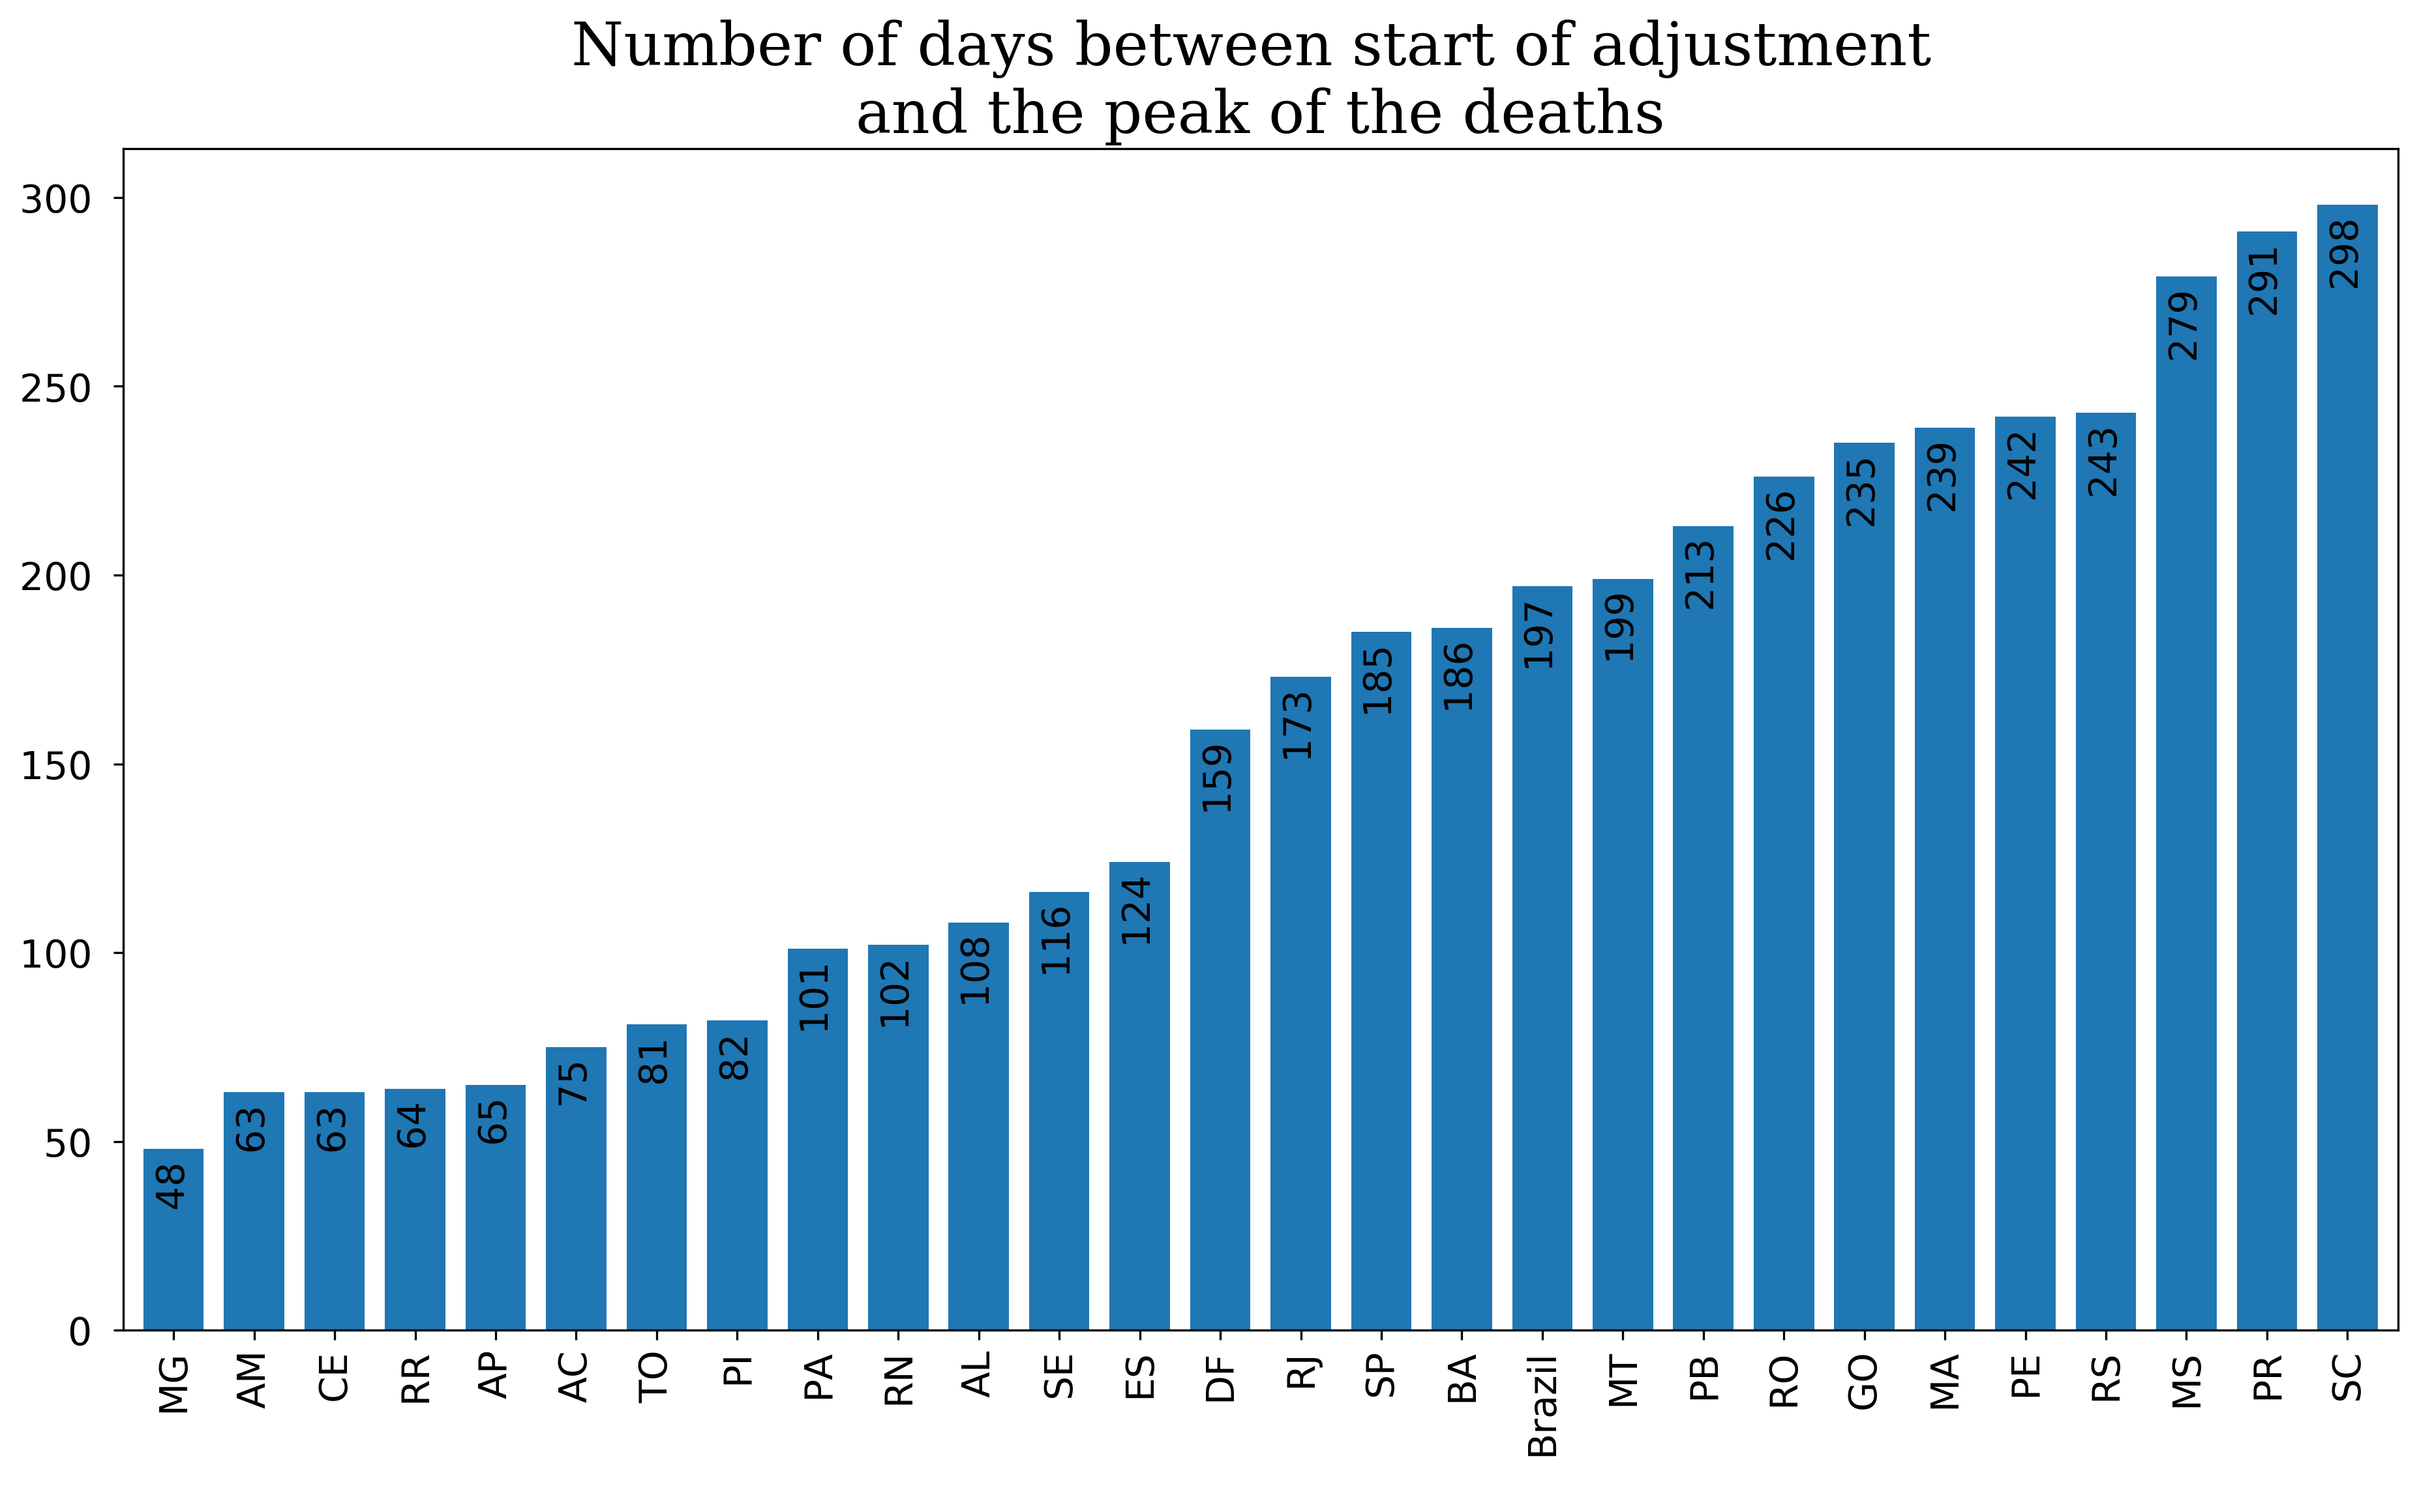 Number of days between start of adjustment
and the peak of the deaths
300
250
200
150
100
50
0
48
63
63
64
65
75
81
82
101
102
108
116
124
159
173
185
186
197
199
213
226
235
239
242
243
279
291
298
MG
AM
CE
RR
AP
AC
TO
PI
PA
RN
AL
SE
ES
DF
RJ
SP
BA
Brazil
MT
PB
RO
GO
MA
PE
RS
MS
PR
SC